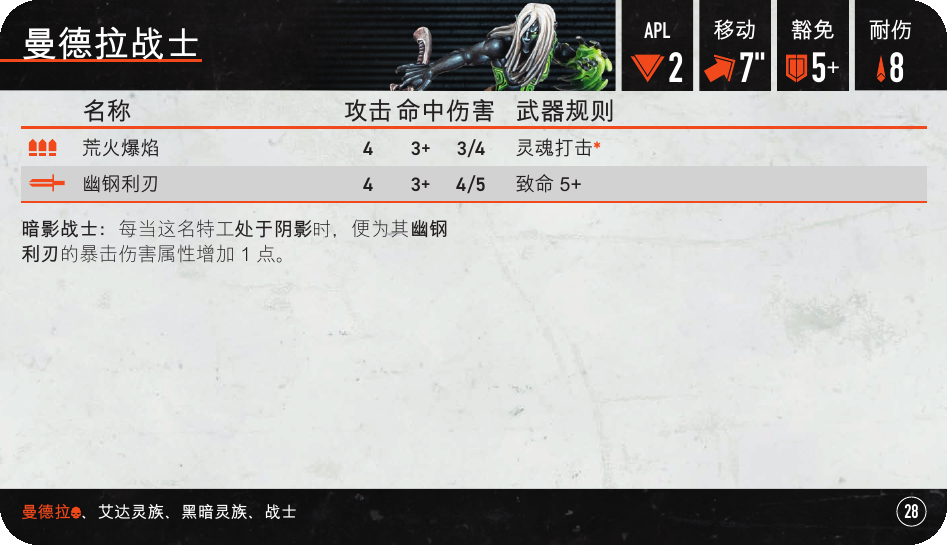 曼德拉战士
APL 移动 豁免 耐伤
2 7" 5+ 8
名称 攻击 命中 伤害 武器规则
荒火爆焰 4 3+ 3/4 灵魂打击*
幽钢利刃 4 3+ 4/5 致命 5+
暗影战士：每当这名特工处于阴影时，便为其幽钢
利刃的暴击伤害属性增加 1 点。
曼德拉、艾达灵族、黑暗灵族、战士
28